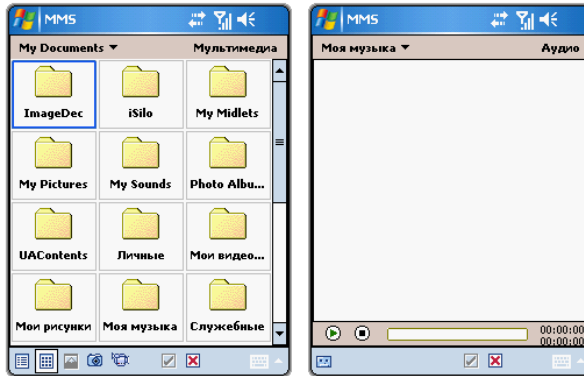 MMS
My Documents Мультимедиа
ImageDec iSilo My Midlets
My Pictures My Sounds Photo Albu...
UAContents Личные Мои видео...
Мои рисунки Моя музыка Служебные
MMS
Моя музыка Аудио
00:00:00
00:00:00